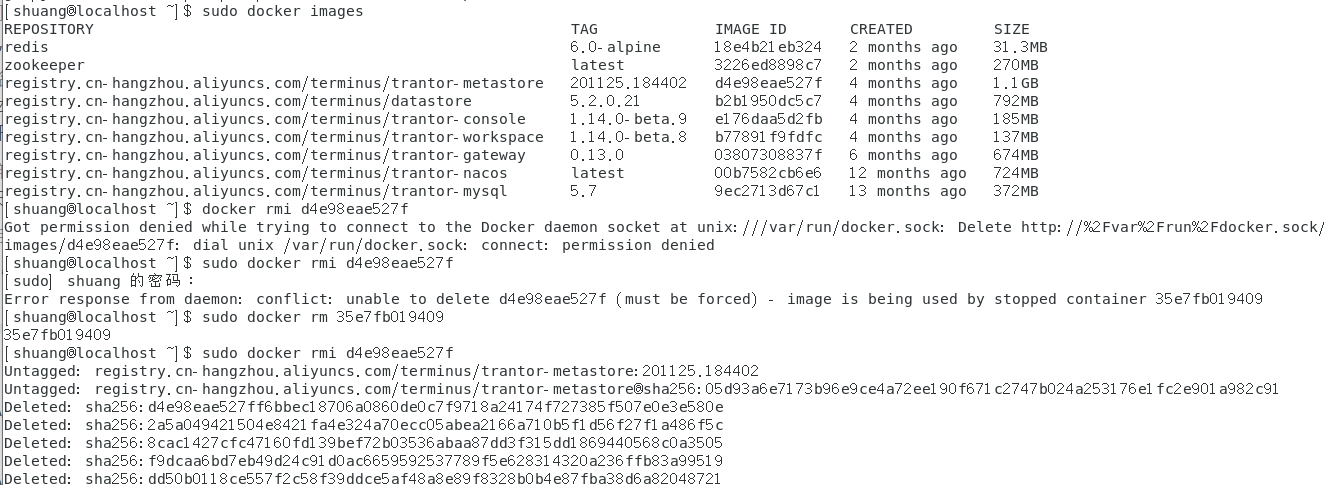 [shuang@localhost ~]$ sudo docker images
REPOSITORY TAG IMAGE ID CREATED SIZE
redis 6.0-alpine 18e4b21eb324 2 months ago 31.3MB
zookeeper latest 3226ed8898c7 2 months ago 270MB
registry.cn-hangzhou.aliyuncs.com/terminus/trantor-metastore 201125.184402 d4e98eae527f 4 months ago 1.1GB
registry.cn-hangzhou.aliyuncs.com/terminus/datastore 5.2.0.21 b2b1950dc5c7 4 months ago 792MB
registry.cn-hangzhou.aliyuncs.com/terminus/trantor-console 1.14.0-beta.9 e176daa5d2fb 4 months ago 185MB
registry.cn-hangzhou.aliyuncs.com/terminus/trantor-workspace 1.14.0-beta.8 b77891f9fdfc 4 months ago 137MB
registry.cn-hangzhou.aliyuncs.com/terminus/trantor-gateway 0.13.0 03807308837f 6 months ago 674MB
registry.cn-hangzhou.aliyuncs.com/terminus/trantor-nacos latest 00b7582cb6e6 12 months ago 724MB
registry.cn-hangzhou.aliyuncs.com/terminus/trantor-mysql 5.7 9ec2713d67c1 13 months ago 372MB
[shuang@localhost ~]$ docker rmi d4e98eae527f
Got permission denied while trying to connect to the Docker daemon socket at unix:///var/run/docker.sock: Delete http://%2Fvar%2Frun%2Fdocker.sock/
images/d4e98eae527f: dial unix /var/run/docker.sock: connect: permission denied
[shuang@localhost ~]$ sudo docker rmi d4e98eae527f
[sudo] shuang 的密码：
Error response from daemon: conflict: unable to delete d4e98eae527f (must be forced) - image is being used by stopped container 35e7fb019409
[shuang@localhost ~]$ sudo docker rm 35e7fb019409
35e7fb019409
[shuang@localhost ~]$ sudo docker rmi d4e98eae527f
Untagged: registry.cn-hangzhou.aliyuncs.com/terminus/trantor-metastore:201125.184402
Untagged: registry.cn-hangzhou.aliyuncs.com/terminus/trantor-metastore@sha256:05d93a6e7173b96e9ce4a72ee190f671c2747b024a253176e1fc2e901a982c91
Deleted: sha256:d4e98eae527ff6bbec18706a0860de0c7f9718a24174f727385f507e0e3e580e
Deleted: sha256:2a5a049421504e8421fa4e324a70ecc05abea2166a710b5f1d56f27f1a486f5c
Deleted: sha256:8cac1427cfc47160fd139bef72b03536abaa87dd3f315dd1869440568c0a3505
Deleted: sha256:f9dcaa6bd7eb49d24c91d0ac6659592537789f5e628314320a236ffb83a99519
Deleted: sha256:dd50b0118ce557f2c58f39ddce5af48a8e89f8328b0b4e87fba38d6a82048721